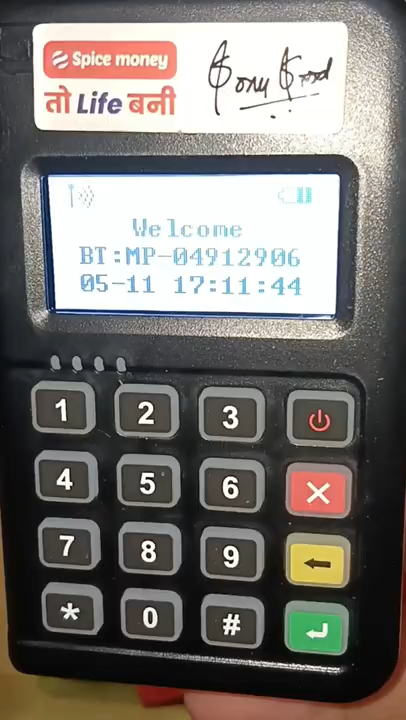 Spice money
तो Life बनी
Welcome
BT:MP-04912906
05-11 17:11:44
1 2 3
4 5 6
7 8 9
* 0 #